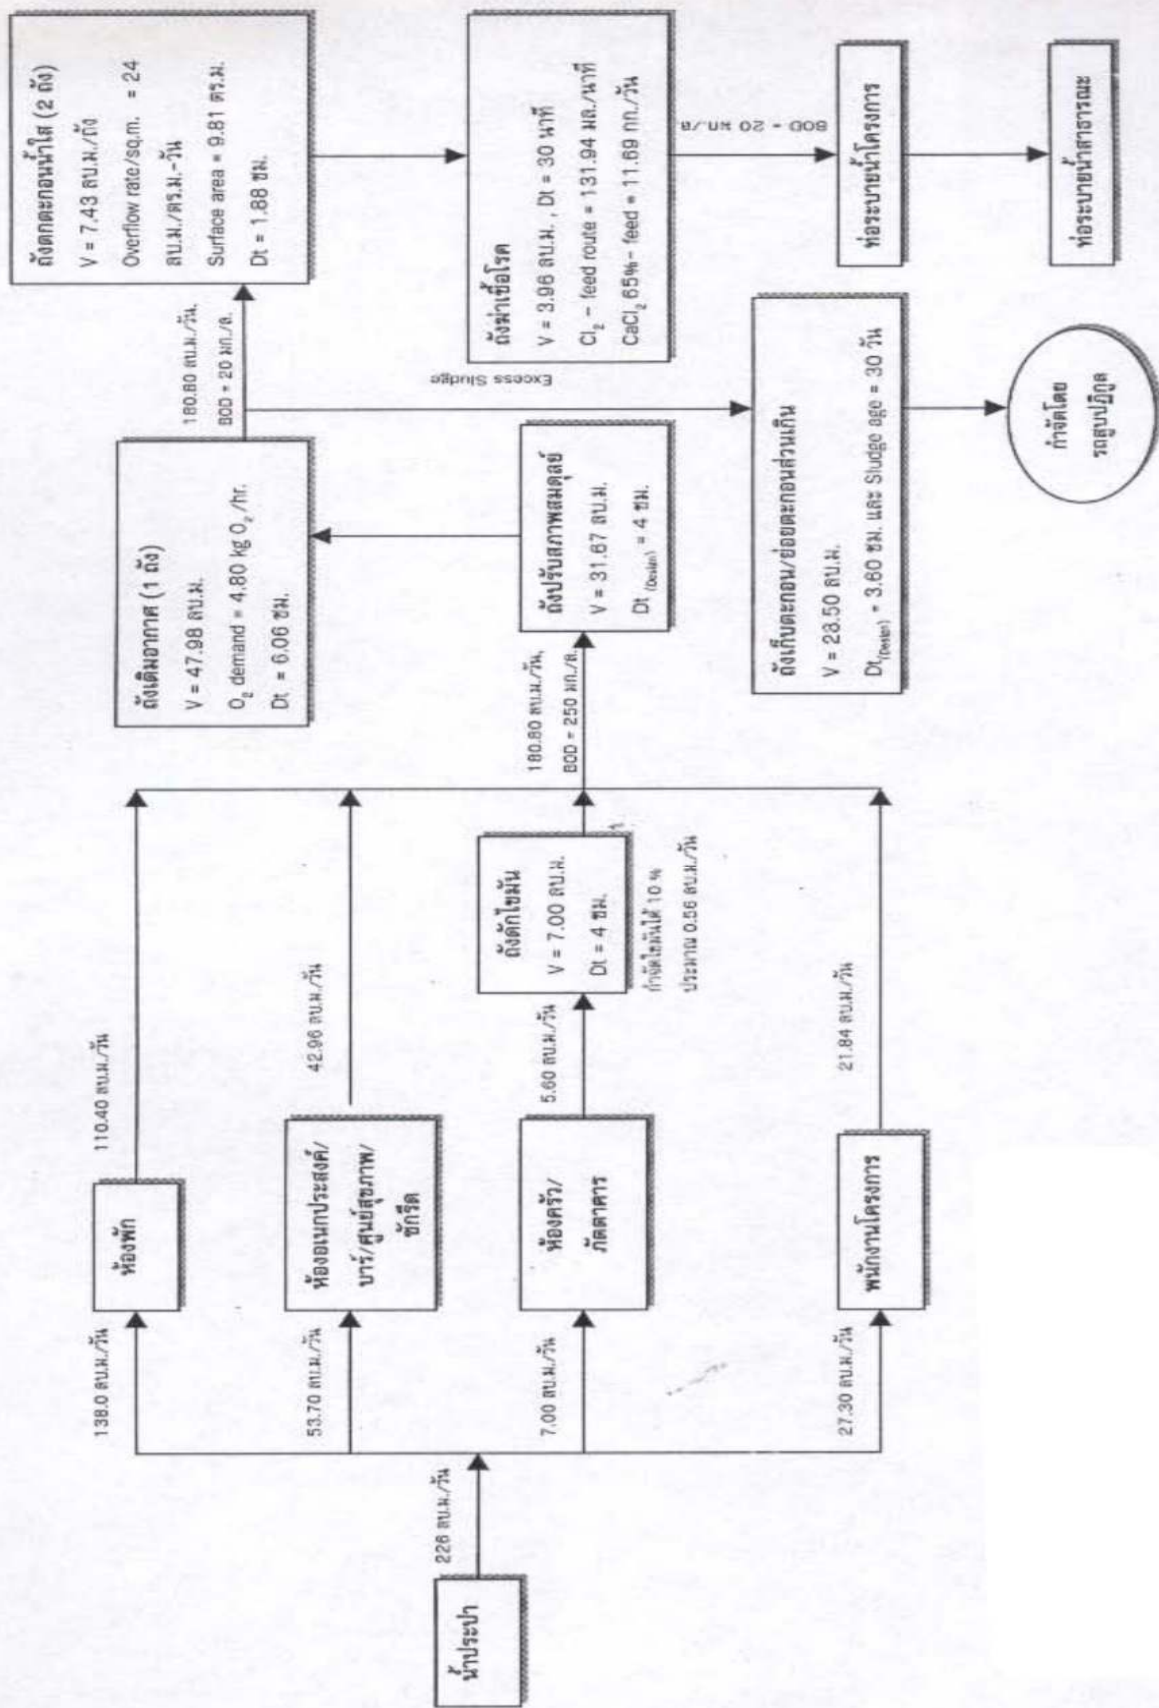 น้ำประปา
226 ลบ.ม./วัน
138.0 ลบ.ม./วัน
ห้องพัก
110.40 ลบ.ม./วัน
53.70 ลบ.ม./วัน
ห้องอเนกประสงค์/
บาร์/ศูนย์สุขภาพ/
ซักรีด
42.96 ลบ.ม./วัน
7.00 ลบ.ม./วัน
ห้องครัว/
ภัตตาคาร
5.60 ลบ.ม./วัน
ถังดักไขมัน
V = 7.00 ลบ.ม.
Dt = 4 ชม.
กำจัดไขมันได้ 10 %
ประมาณ 0.56 ลบ.ม./วัน
27.30 ลบ.ม./วัน
พนักงานโครงการ
21.84 ลบ.ม./วัน
180.80 ลบ.ม./วัน,
BOD = 250 มก./ล.
ถังปรับสภาพสมดุลย์
V = 31.67 ลบ.ม.
Dt (Design) = 4 ชม.
ถังเติมอากาศ (1 ถัง)
V = 47.98 ลบ.ม.
O2 demand = 4.80 kg O2/hr.
Dt = 6.06 ชม.
180.80 ลบ.ม./วัน,
BOD = 20 มก./ล.
ถังตกตะกอนน้ำใส (2 ถัง)
V = 7.43 ลบ.ม./ถัง
Overflow rate/sq.m. = 24
ลบ.ม./ตร.ม.-วัน
Surface area = 9.81 ตร.ม.
Dt = 1.88 ชม.
Excess Sludge
ถังฆ่าเชื้อโรค
V = 3.96 ลบ.ม. , Dt = 30 นาที
Cl2 – feed route = 131.94 มล./นาที
CaCl2 65%- feed = 11.69 กก./วัน
BOD = 20 มก./ล.
ถังเก็บตะกอน/ย่อยตะกอนส่วนเกิน
V = 28.50 ลบ.ม.
Dt(Design) = 3.60 ชม. และ Sludge age = 30 วัน
กำจัดโดย
รถสูบปฏิกูล
ท่อระบายน้ำโครงการ
ท่อระบายน้ำสาธารณะ